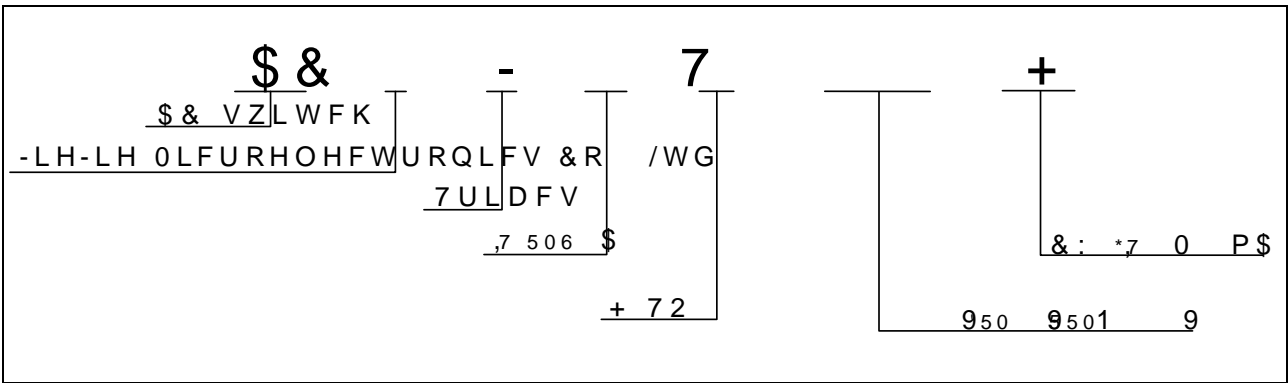 $& - 7 +
$& VZLWFK
-LH-LH 0LFURHOHFWURQLFV &R /WG
7ULDFV
,7 506 $
&: *,7 0 P$
+ 72
950 9501 9